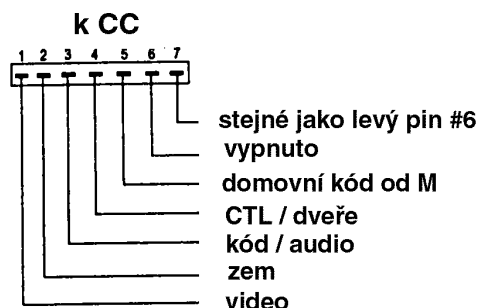 k CC
1 2 3 4 5 6 7
stejné jako levý pin #6
vypnuto
domovní kód od M
CTL / dveře
kód / audio
zem
video